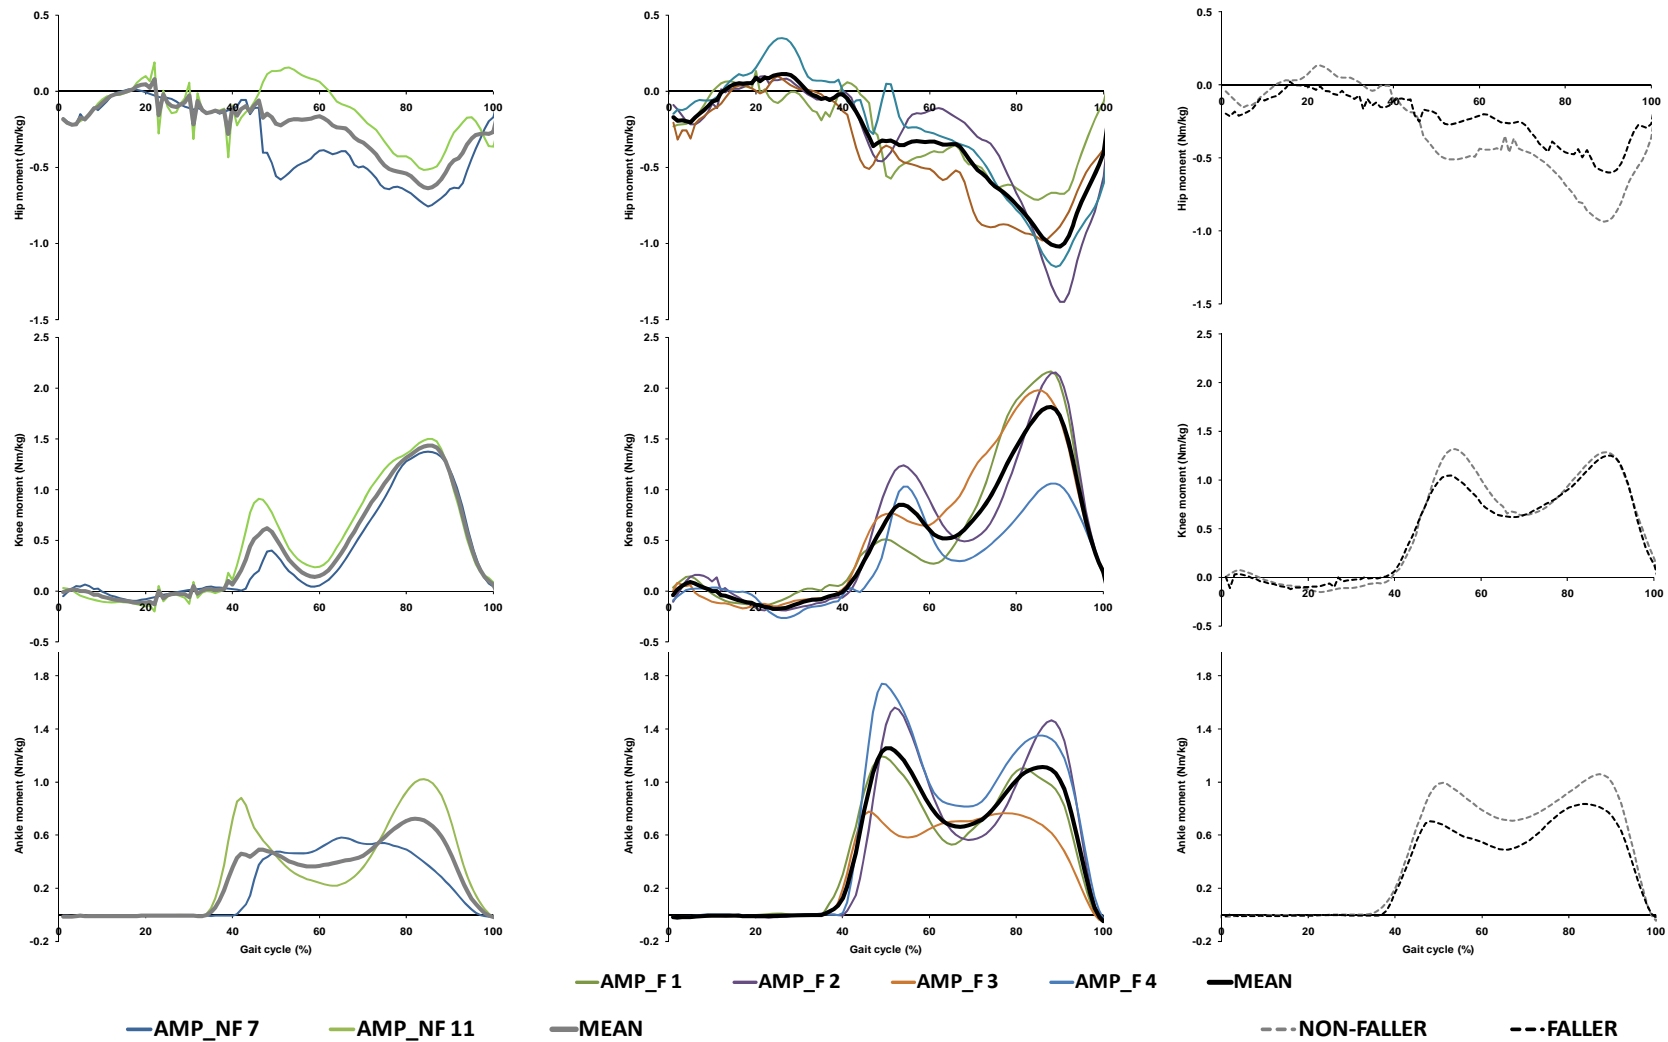 0.5
0.0
-0.5
-1.0
-1.5
0 20 40 60 80 100
Hip moment (Nm/kg)
0.5
0.0
-0.5
-1.0
-1.5
0 20 40 60 80 100
Hip moment (Nm/kg)
0.5
0.0
-0.5
-1.0
-1.5
0 20 40 60 80 100
Hip moment (Nm/kg)
2.5
2.0
1.5
1.0
0.5
0.0
-0.5
0 20 40 60 80 100
Knee moment (Nm/kg)
2.5
2.0
1.5
1.0
0.5
0.0
-0.5
0 20 40 60 80 100
Knee moment (Nm/kg)
2.5
2.0
1.5
1.0
0.5
0.0
-0.5
0 20 40 60 80 100
Knee moment (Nm/kg)
1.8
1.4
1.0
0.6
0.2
-0.2
0 20 40 60 80 100
Ankle moment (Nm/kg)
Gait cycle (%)
1.8
1.4
1.0
0.6
0.2
-0.2
0 20 40 60 80 100
Ankle moment (Nm/kg)
Gait cycle (%)
1.8
1.4
1
0.6
0.2
-0.2
0 20 40 60 80 100
Ankle moment (Nm/kg)
Gait cycle (%)
AMP_F 1 AMP_F 2 AMP_F 3 AMP_F 4 MEAN
AMP_NF 7 AMP_NF 11 MEAN NON-FALLER FALLER